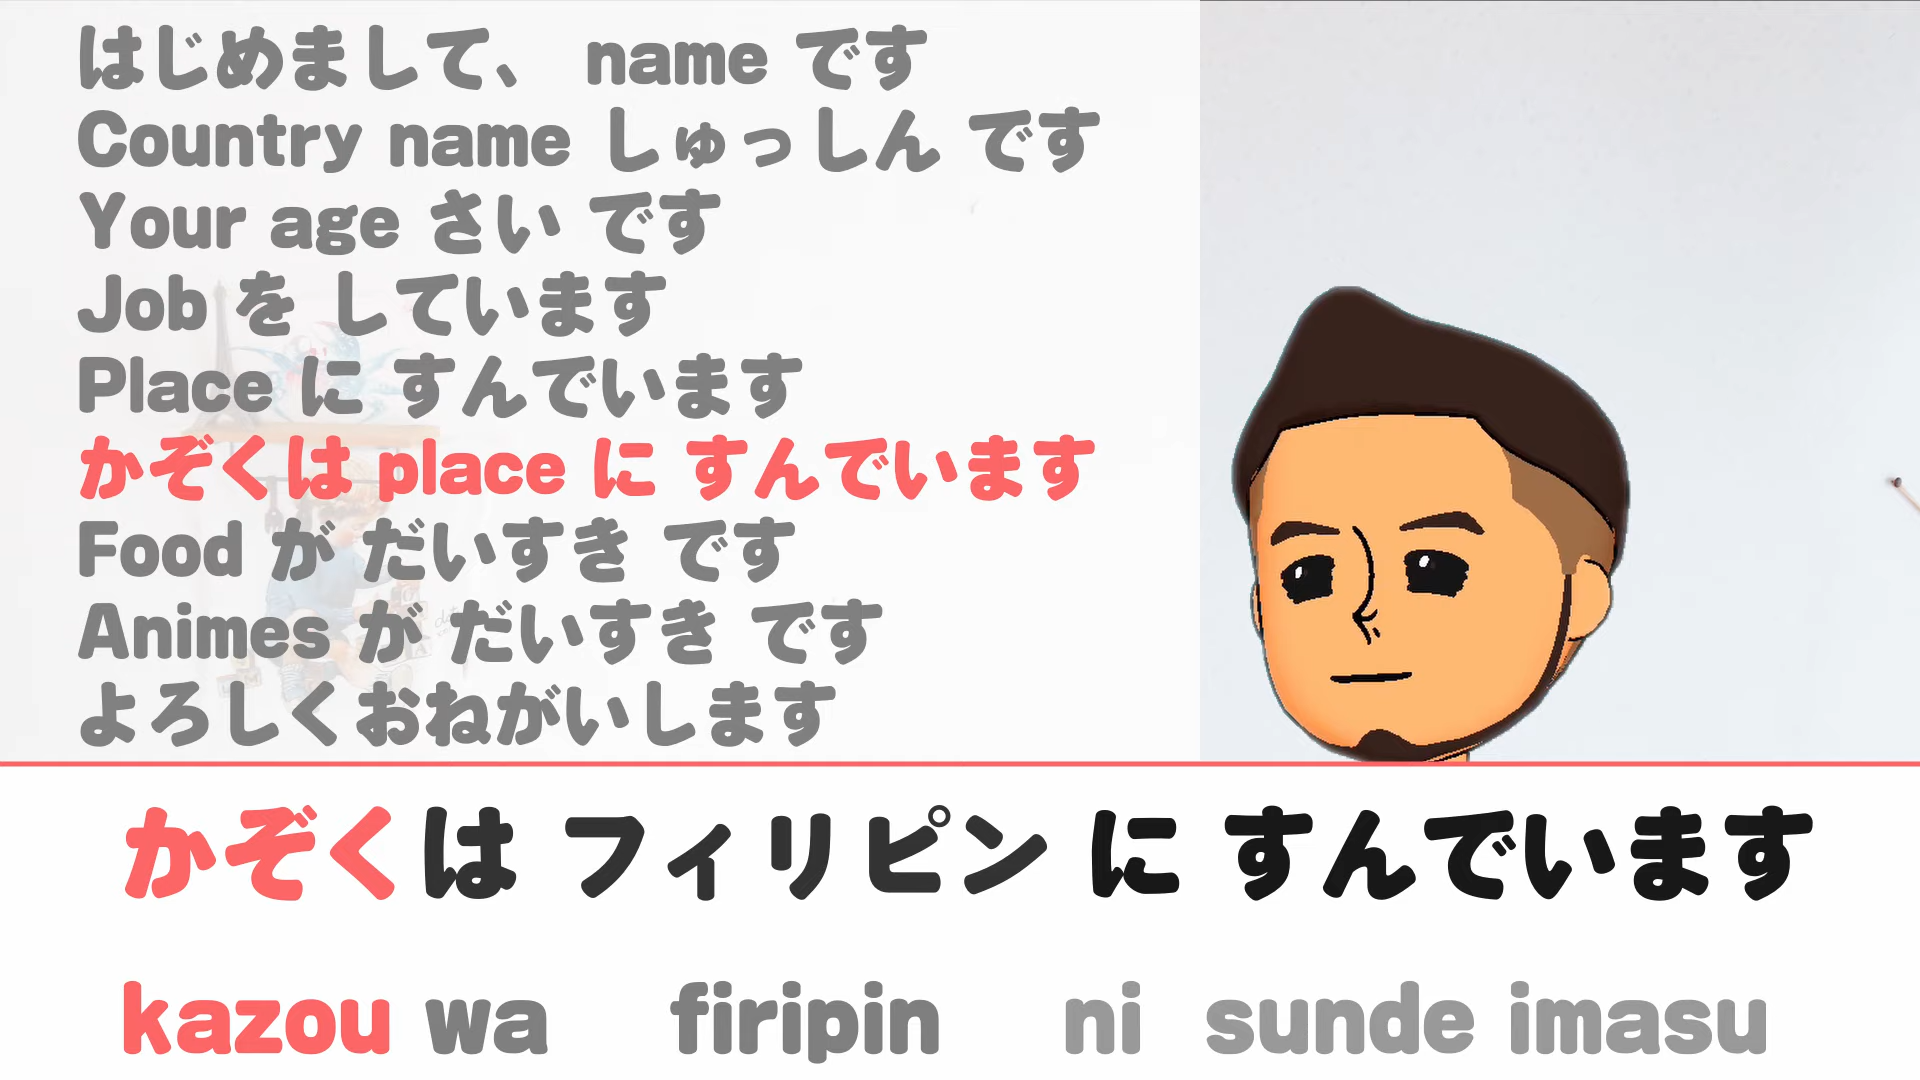 はじめまして、 name です
Country name しゅっしん です
Your age さい です
Job を しています
Place に すんでいます
かぞくは place に すんでいます
Food が だいすき です
Animes が だいすき です
よろしくおねがいします
かぞくは フィリピン に すんでいます
kazou wa firipin ni sunde imasu